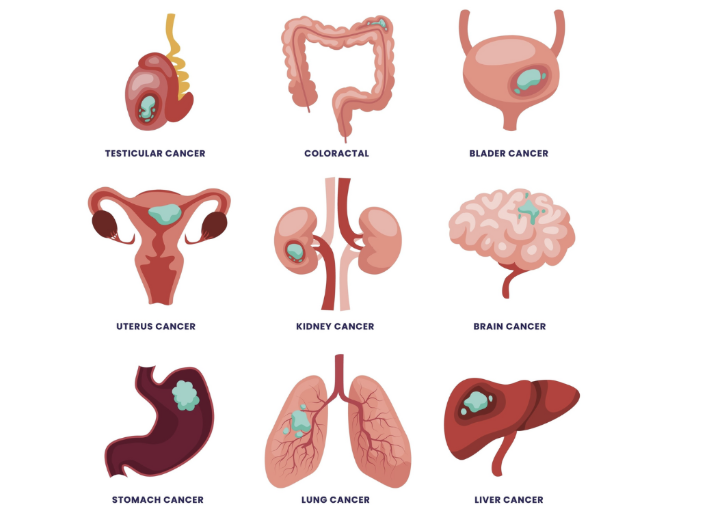 TESTICULAR CANCER
COLORACTAL
BLADER CANCER
UTERUS CANCER
KIDNEY CANCER
BRAIN CANCER
STOMACH CANCER
LUNG CANCER
LIVER CANCER